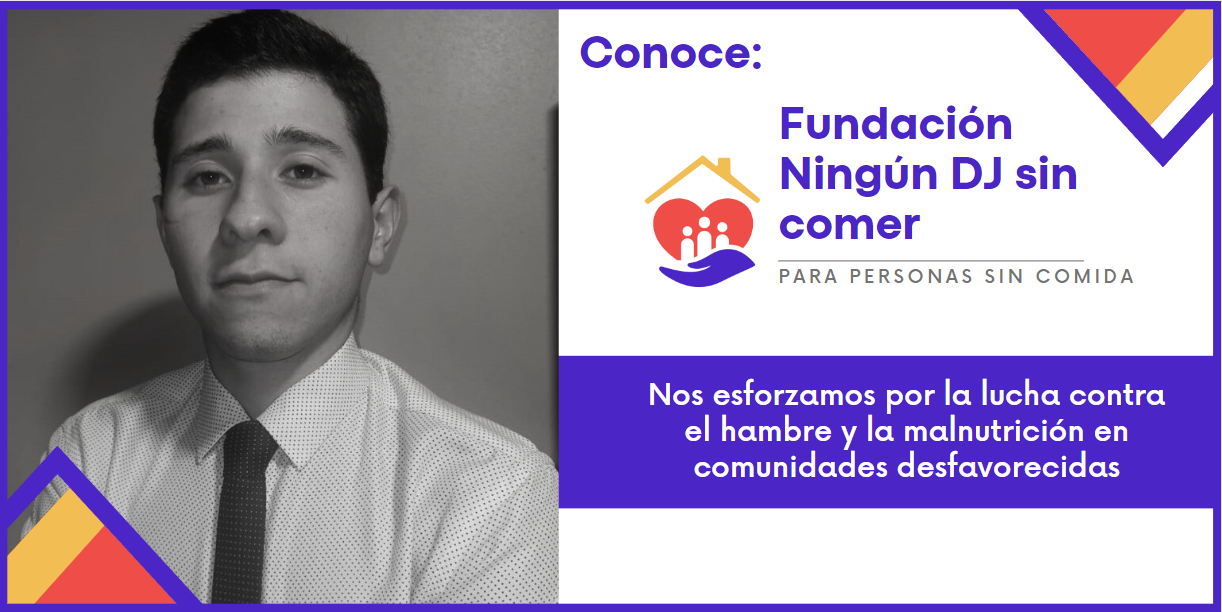 Conoce:
Fundación
Ningún DJ sin
comer
PARA PERSONAS SIN COMIDA
Nos esforzamos por la lucha contra
el hambre y la malnutrición en
comunidades desfavorecidas